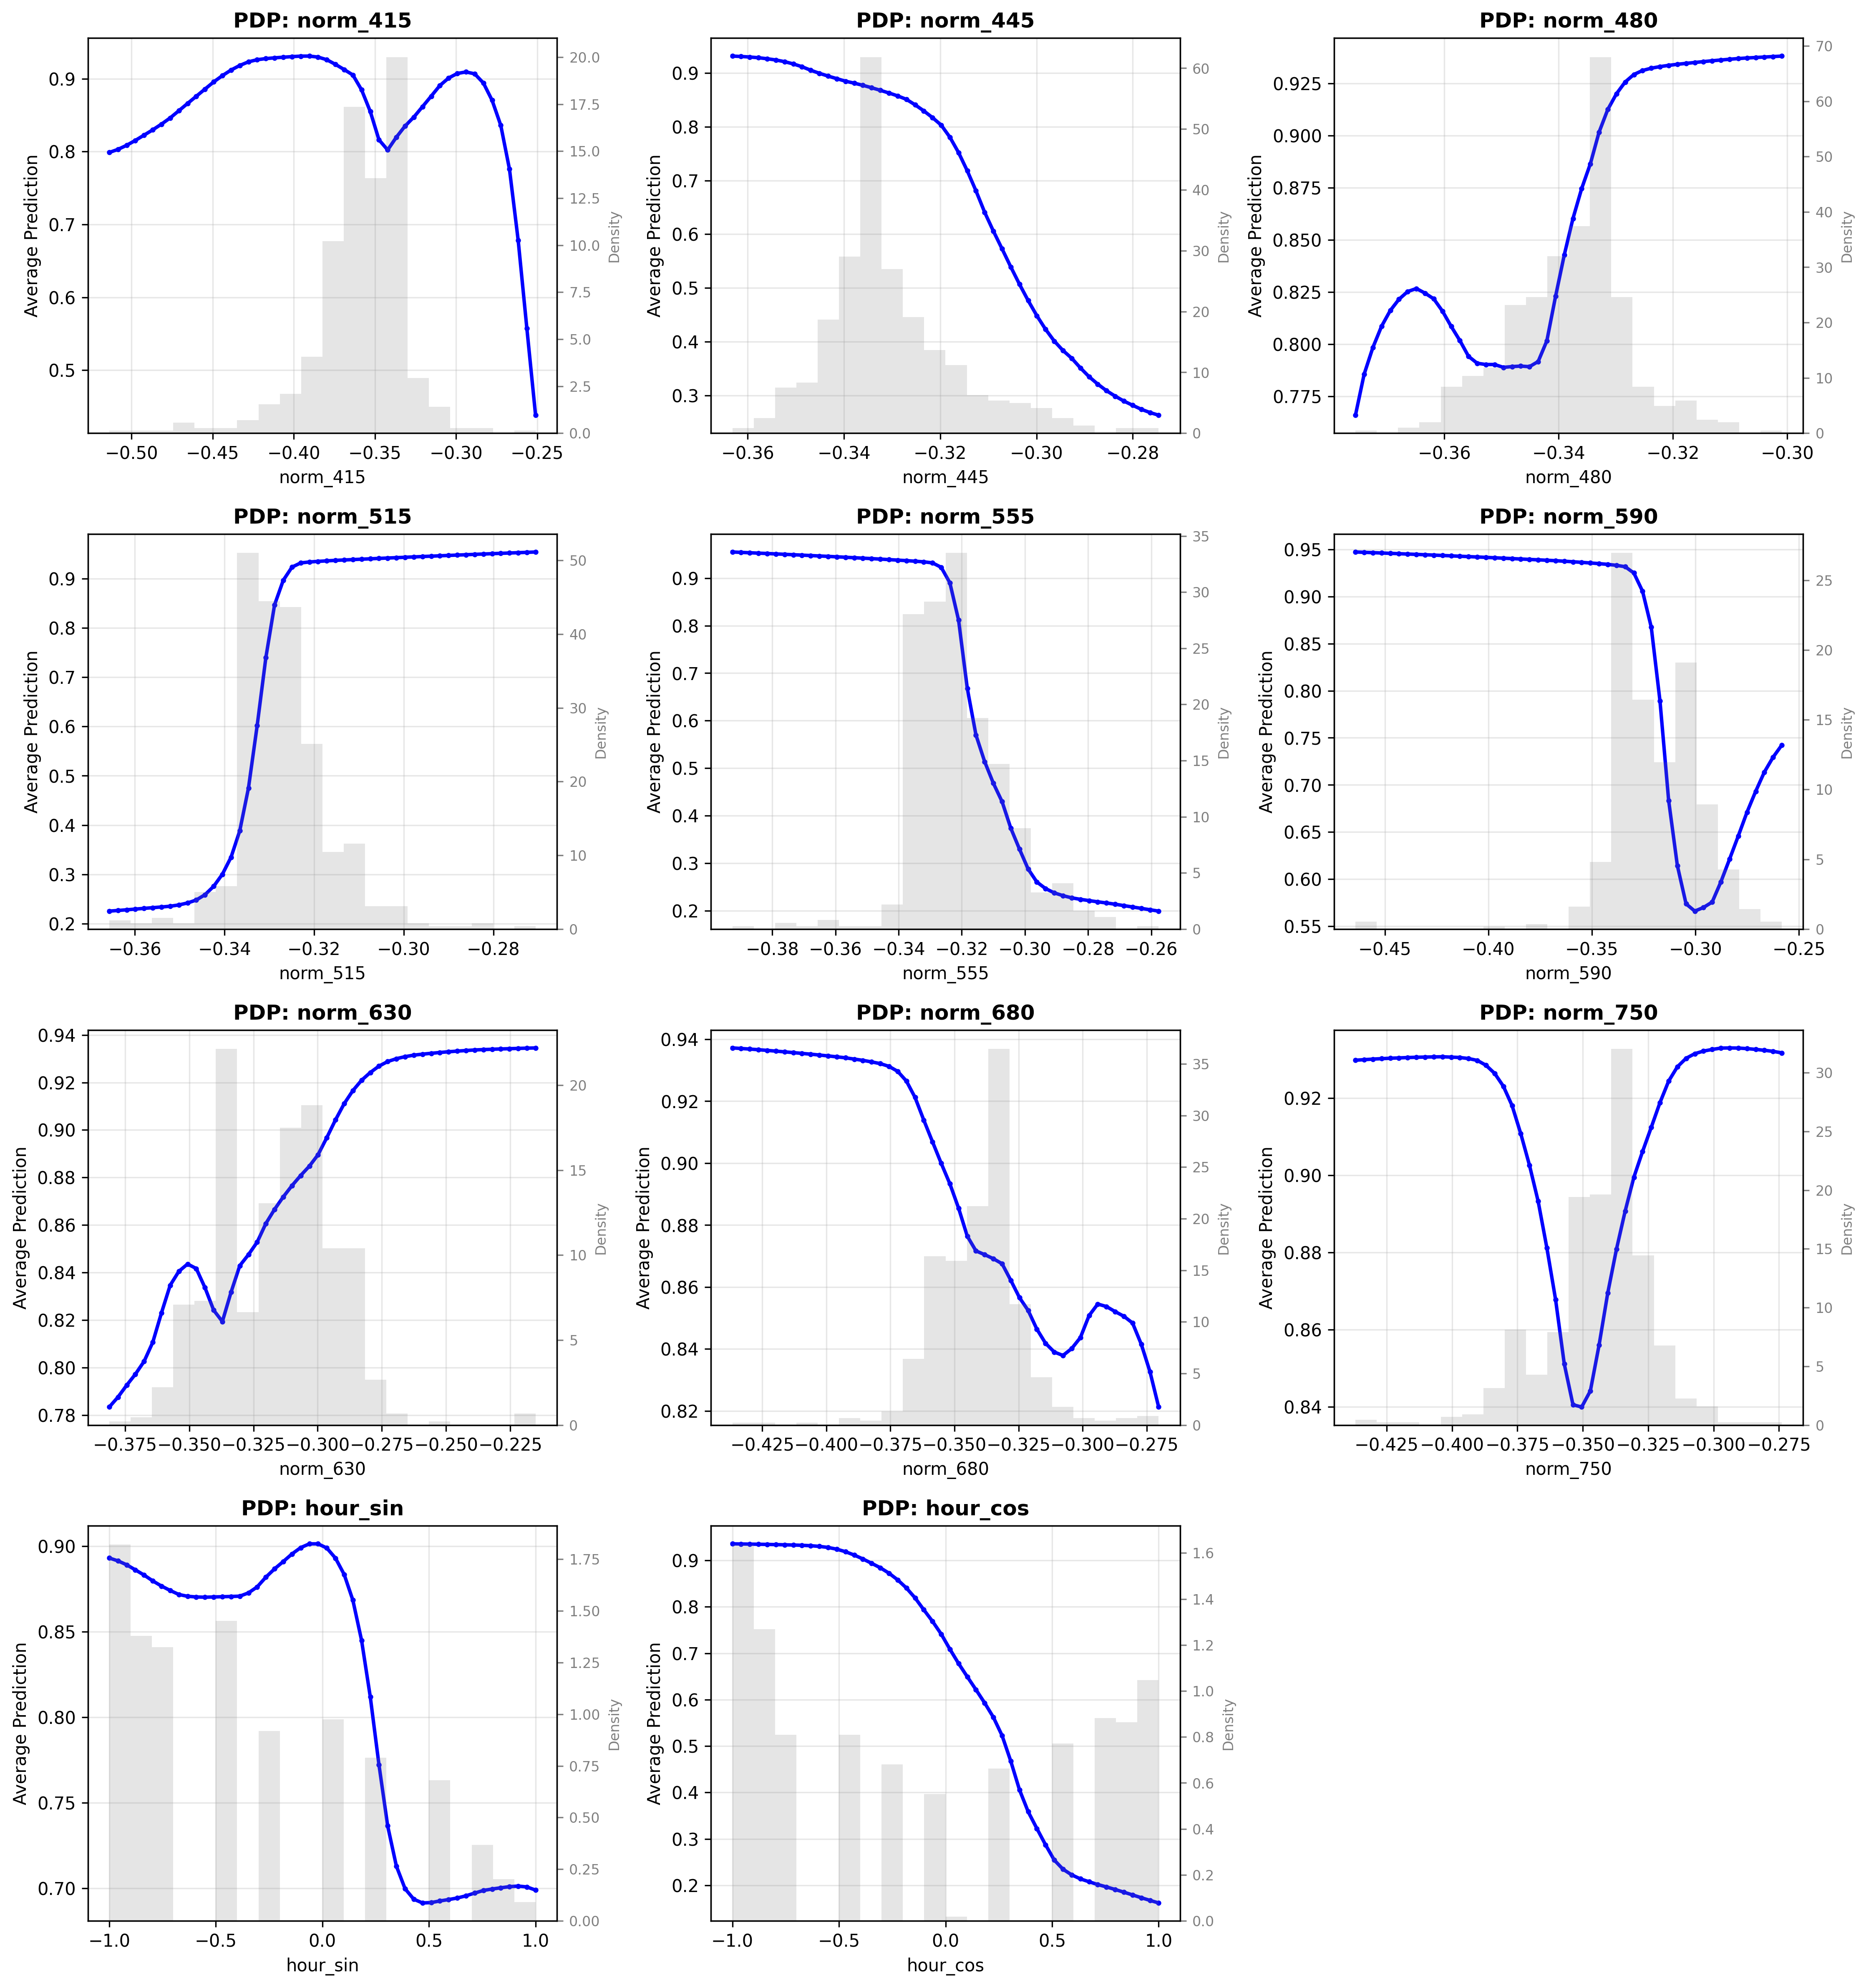 PDP: norm_415
0.9
0.8
0.7
0.6
0.5
Average Prediction
20.0
17.5
15.0
12.5
10.0
7.5
5.0
2.5
0.0
Density
−0.50 −0.45 −0.40 −0.35 −0.30 −0.25
norm_415
PDP: norm_445
0.9
0.8
0.7
0.6
0.5
0.4
0.3
Average Prediction
60
50
40
30
20
10
0
Density
−0.36 −0.34 −0.32 −0.30 −0.28
norm_445
PDP: norm_480
0.925
0.900
0.875
0.850
0.825
0.800
0.775
Average Prediction
70
60
50
40
30
20
10
0
Density
−0.36 −0.34 −0.32 −0.30
norm_480
PDP: norm_515
0.9
0.8
0.7
0.6
0.5
0.4
0.3
0.2
Average Prediction
50
40
30
20
10
0
Density
−0.36 −0.34 −0.32 −0.30 −0.28
norm_515
PDP: norm_555
0.9
0.8
0.7
0.6
0.5
0.4
0.3
0.2
Average Prediction
35
30
25
20
15
10
5
0
Density
−0.38 −0.36 −0.34 −0.32 −0.30 −0.28 −0.26
norm_555
PDP: norm_590
0.95
0.90
0.85
0.80
0.75
0.70
0.65
0.60
0.55
Average Prediction
25
20
15
10
5
0
Density
−0.45 −0.40 −0.35 −0.30 −0.25
norm_590
PDP: norm_630
0.94
0.92
0.90
0.88
0.86
0.84
0.82
0.80
0.78
Average Prediction
20
15
10
5
0
Density
−0.375 −0.350 −0.325 −0.300 −0.275 −0.250 −0.225
norm_630
PDP: norm_680
0.94
0.92
0.90
0.88
0.86
0.84
0.82
Average Prediction
35
30
25
20
15
10
5
0
Density
−0.425 −0.400 −0.375 −0.350 −0.325 −0.300 −0.275
norm_680
PDP: norm_750
0.92
0.90
0.88
0.86
0.84
Average Prediction
30
25
20
15
10
5
0
Density
−0.425 −0.400 −0.375 −0.350 −0.325 −0.300 −0.275
norm_750
PDP: hour_sin
0.90
0.85
0.80
0.75
0.70
Average Prediction
1.75
1.50
1.25
1.00
0.75
0.50
0.25
0.00
Density
−1.0 −0.5 0.0 0.5 1.0
hour_sin
PDP: hour_cos
0.9
0.8
0.7
0.6
0.5
0.4
0.3
0.2
Average Prediction
1.6
1.4
1.2
1.0
0.8
0.6
0.4
0.2
0.0
Density
−1.0 −0.5 0.0 0.5 1.0
hour_cos